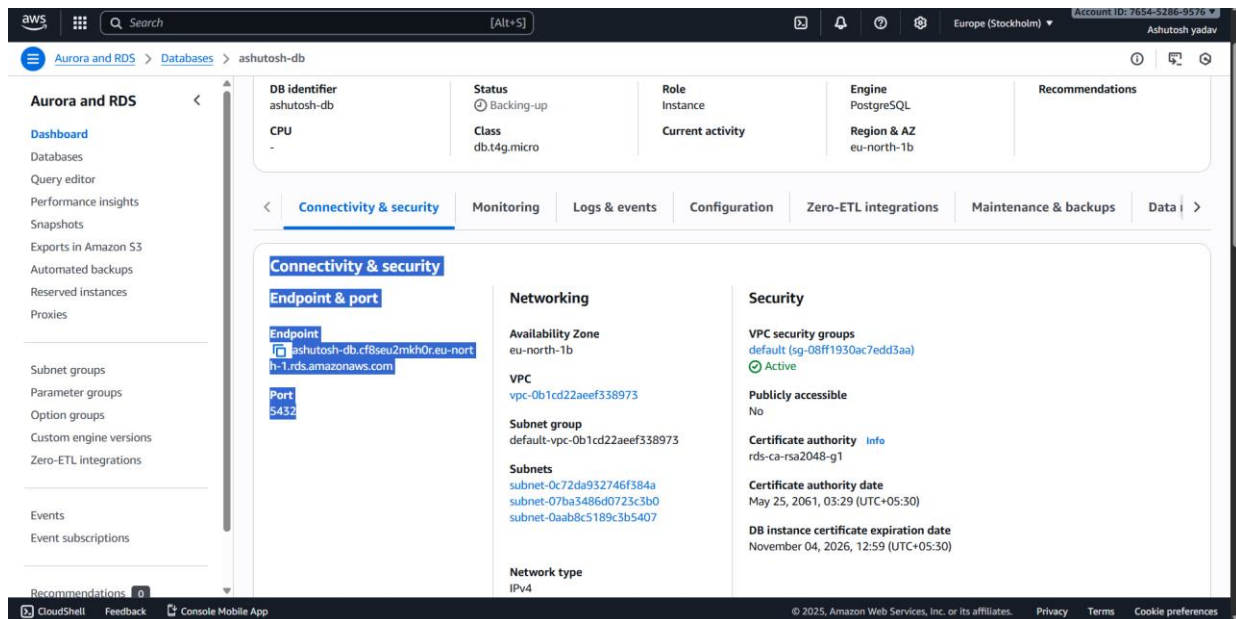 aws
Search
[Alt+S]
Europe (Stockholm) ▼
Account ID: 7654-5286-9576 ▼
Ashutosh yadav
Aurora and RDS > Databases > ashutosh-db
Aurora and RDS
Dashboard
Databases
Query editor
Performance insights
Snapshots
Exports in Amazon S3
Automated backups
Reserved instances
Proxies
Subnet groups
Parameter groups
Option groups
Custom engine versions
Zero-ETL integrations
Events
Event subscriptions
Recommendations 0
DB identifier
ashutosh-db
Status
Backing-up
Role
Instance
Engine
PostgreSQL
Recommendations
CPU
-
Class
db.t4g.micro
Current activity
Region & AZ
eu-north-1b
Connectivity & security
Monitoring
Logs & events
Configuration
Zero-ETL integrations
Maintenance & backups
Data
Connectivity & security
Endpoint & port
Endpoint
ashutosh-db.cf8seu2mkh0r.eu-nort
h-1.rds.amazonaws.com
Port
5432
Networking
Availability Zone
eu-north-1b
VPC
vpc-0b1cd22aeef338973
Subnet group
default-vpc-0b1cd22aeef338973
Subnets
subnet-0c72da932746f384a
subnet-07ba3486d0723c3b0
subnet-0aab8c5189c3b5407
Network type
IPv4
Security
VPC security groups
default (sg-08ff1930ac7edd3aa)
Active
Publicly accessible
No
Certificate authority Info
rds-ca-rsa2048-g1
Certificate authority date
May 25, 2061, 03:29 (UTC+05:30)
DB instance certificate expiration date
November 04, 2026, 12:59 (UTC+05:30)
CloudShell
Feedback
Console Mobile App
© 2025, Amazon Web Services, Inc. or its affiliates.
Privacy
Terms
Cookie preferences